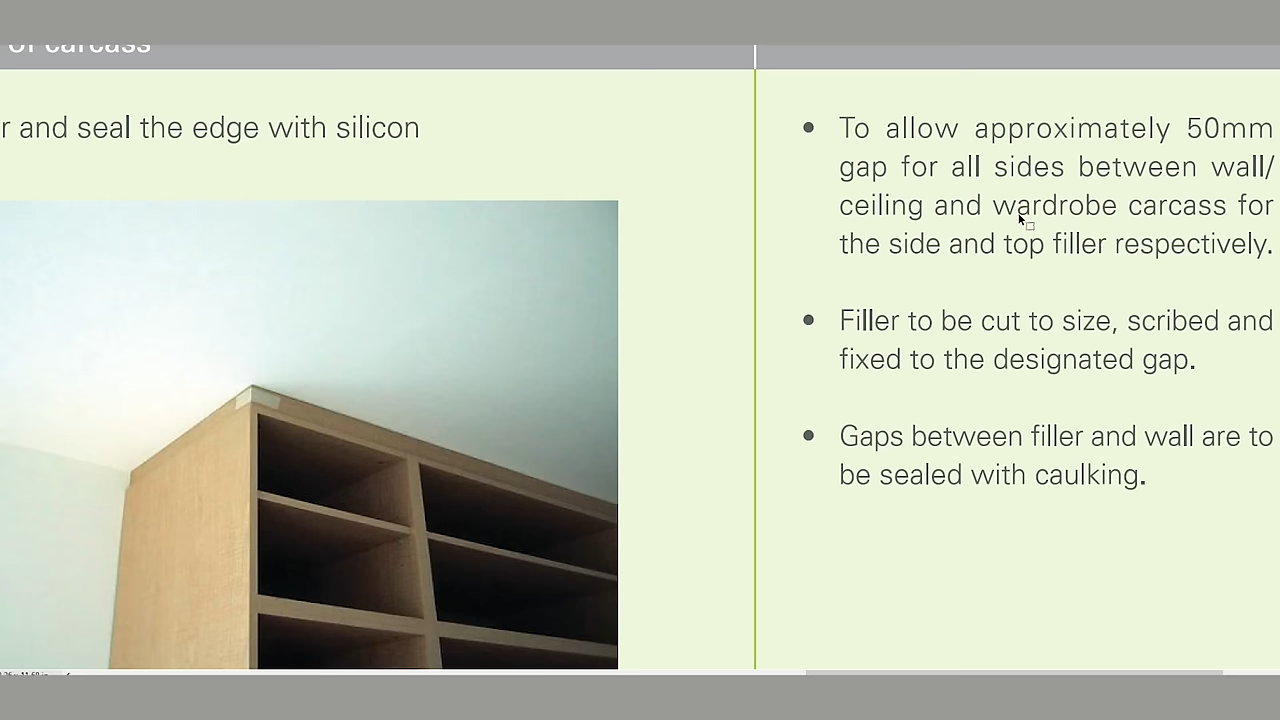 of carcass
r and seal the edge with silicon
• To allow approximately 50mm
gap for all sides between wall/
ceiling and wardrobe carcass for
the side and top filler respectively.
• Filler to be cut to size, scribed and
fixed to the designated gap.
• Gaps between filler and wall are to
be sealed with caulking.